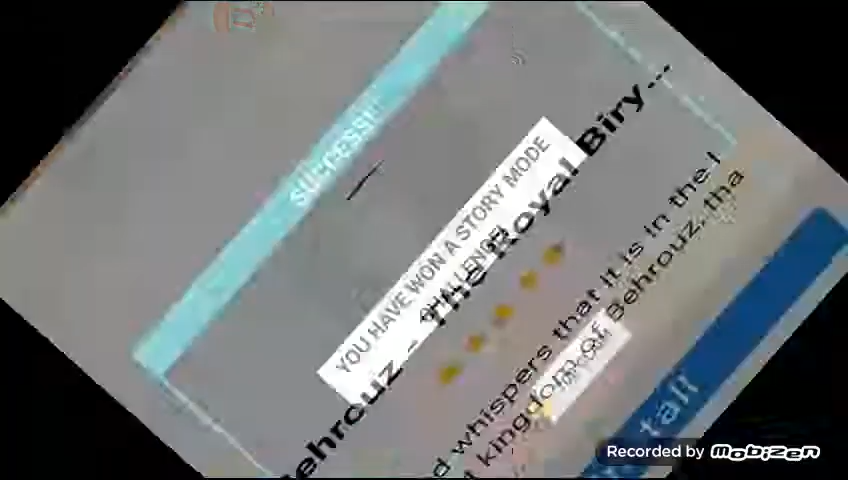 success!!
YOU HAVE WON A STORY MODE
CHALLENGE!
Behrouz - The Royal Biry...
d whispers that it is in the l
t kingdom of Behrouz, tha
Install
Recorded by mobizen